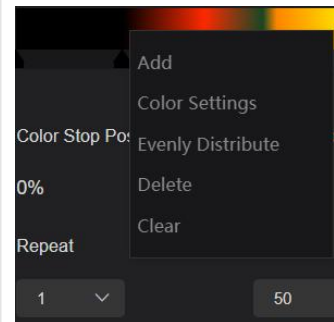 Add
Color Settings
Color Stop Pos
Evenly Distribute
0%
Delete
Clear
Repeat
1
50